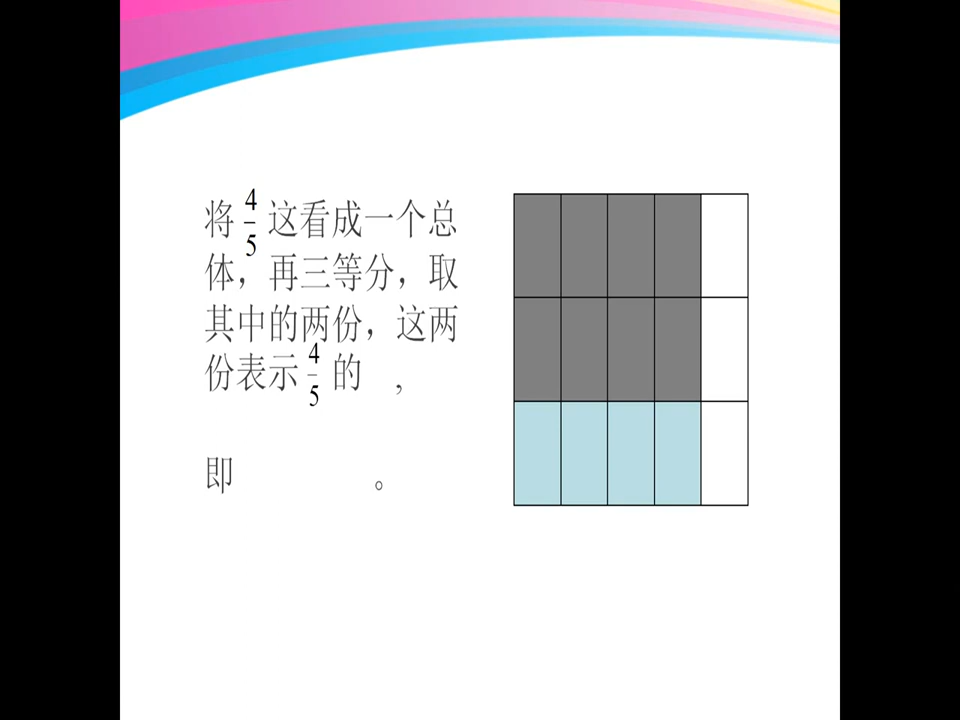 将 4/5 这看成一个总
体，再三等分，取
其中的两份，这两
份表示 4/5 的 ，
即 。